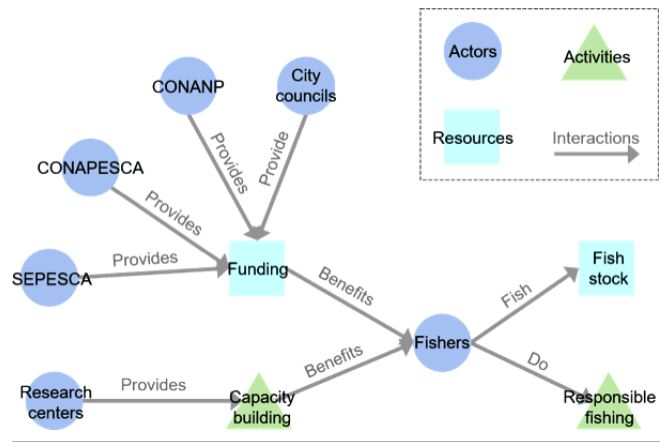 Actors
Activities
Resources
Interactions
CONANP
City
councils
Provides
Provide
CONAPESCA
Provides
SEPESCA
Provides
Funding
Benefits
Fish
stock
Fish
Fishers
Benefits
Do
Research
centers
Provides
Capacity
building
Responsible
fishing